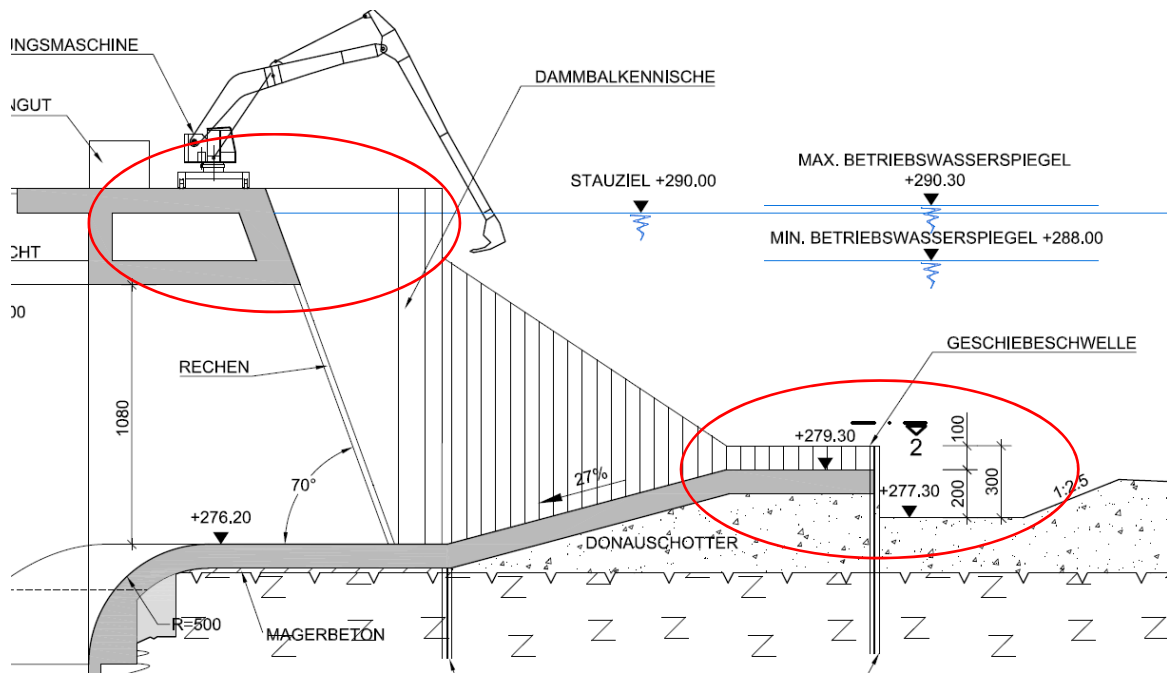 UNGSMASCHINE
DAMMBALKENNISCHE
NGUT
MAX. BETRIEBSWASSERSPIEGEL
+290.30
STAUZIEL +290.00
MIN. BETRIEBSWASSERSPIEGEL +288.00
CHT
00
GESCHIEBESCHWELLE
RECHEN
1080
+279.30
2
100
27%
200
300
1:2.5
70°
+277.30
+276.20
DONAUSCHOTTER
R=500
MAGERBETON